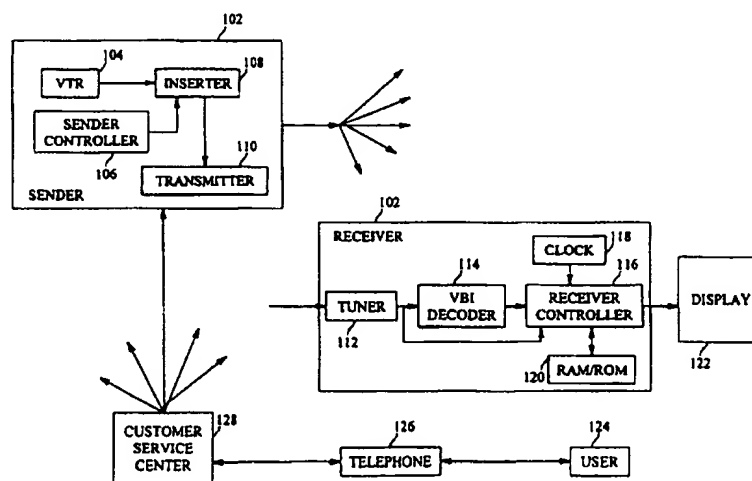 102
104
108
VTR
INSERTER
SENDER
CONTROLLER
106
110
TRANSMITTER
SENDER
102
RECEIVER
118
CLOCK
114
116
TUNER
VBI
DECODER
RECEIVER
CONTROLLER
DISPLAY
112
122
120
RAM/ROM
128
CUSTOMER
SERVICE
CENTER
126
TELEPHONE
124
USER